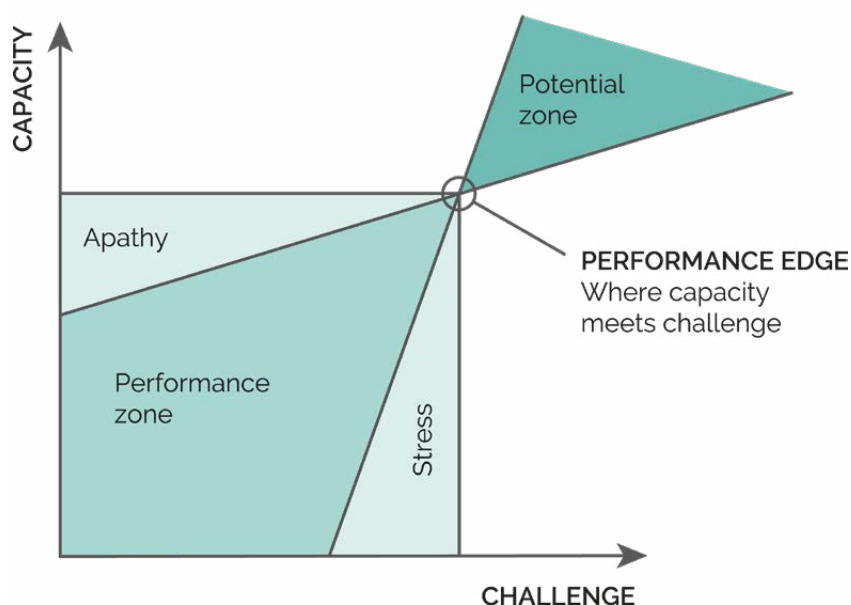 CAPACITY
Potential
zone
Apathy
PERFORMANCE EDGE
Where capacity
meets challenge
Performance
zone
Stress
CHALLENGE